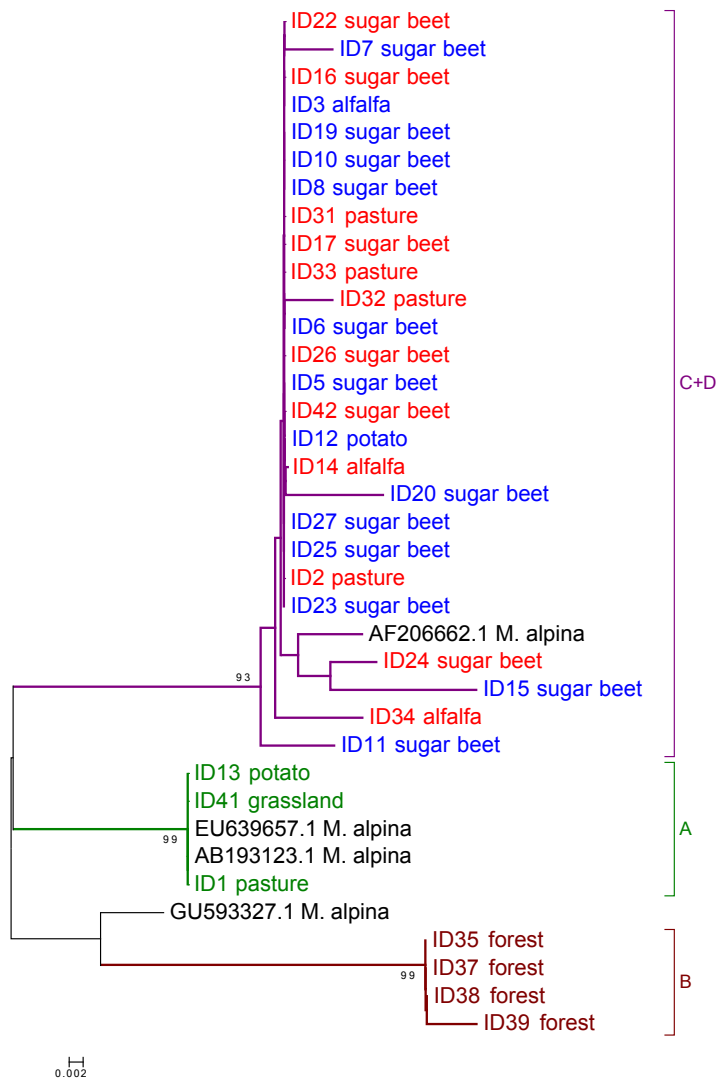 ID22 sugar beet
ID7 sugar beet
ID16 sugar beet
ID3 alfalfa
ID19 sugar beet
ID10 sugar beet
ID8 sugar beet
ID31 pasture
ID17 sugar beet
ID33 pasture
ID32 pasture
ID6 sugar beet
ID26 sugar beet
ID5 sugar beet
C+D
ID42 sugar beet
ID12 potato
ID14 alfalfa
ID20 sugar beet
ID27 sugar beet
ID25 sugar beet
ID2 pasture
ID23 sugar beet
AF206662.1 M. alpina
ID24 sugar beet
93
ID15 sugar beet
ID34 alfalfa
ID11 sugar beet
ID13 potato
ID41 grassland
EU639657.1 M. alpina
A
99
AB193123.1 M. alpina
ID1 pasture
GU593327.1 M. alpina
ID35 forest
ID37 forest
99
B
ID38 forest
ID39 forest
0.002